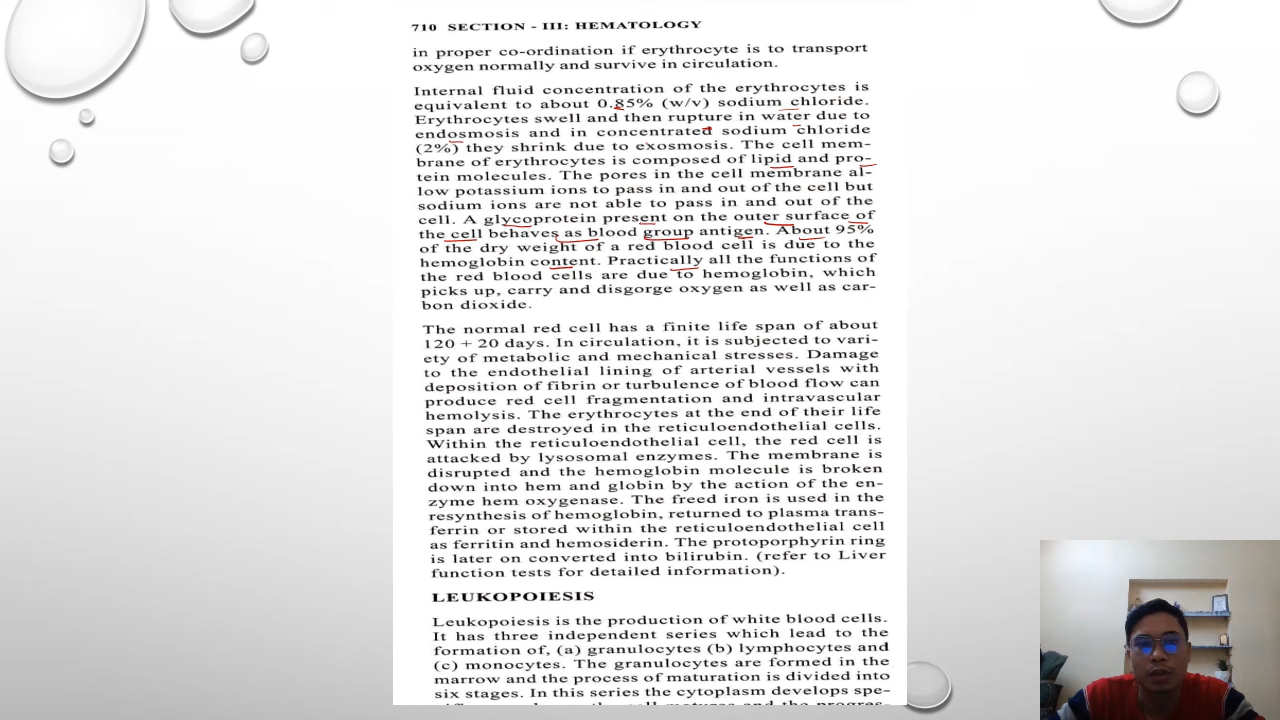 710 SECTION - III: HEMATOLOGY
in proper co-ordination if erythrocyte is to transport
oxygen normally and survive in circulation.
Internal fluid concentration of the erythrocytes is
equivalent to about 0.85% (w/v) sodium chloride.
Erythrocytes swell and then rupture in water due to
endosmosis and in concentrated sodium chloride
(2%) they shrink due to exosmosis. The cell mem-
brane of erythrocytes is composed of lipid and pro-
tein molecules. The pores in the cell membrane al-
low potassium ions to pass in and out of the cell but
sodium ions are not able to pass in and out of the
cell. A glycoprotein present on the outer surface of
the cell behaves as blood group antigen. About 95%
of the dry weight of a red blood cell is due to the
hemoglobin content. Practically all the functions of
the red blood cells are due to hemoglobin, which
picks up, carry and disgorge oxygen as well as car-
bon dioxide.
The normal red cell has a finite life span of about
120 + 20 days. In circulation, it is subjected to vari-
ety of metabolic and mechanical stresses. Damage
to the endothelial lining of arterial vessels with
deposition of fibrin or turbulence of blood flow can
produce red cell fragmentation and intravascular
hemolysis. The erythrocytes at the end of their life
span are destroyed in the reticuloendothelial cells.
Within the reticuloendothelial cell, the red cell is
attacked by lysosomal enzymes. The membrane is
disrupted and the hemoglobin molecule is broken
down into hem and globin by the action of the en-
zyme hem oxygenase. The freed iron is used in the
resynthesis of hemoglobin, returned to plasma trans-
ferrin or stored within the reticuloendothelial cell
as ferritin and hemosiderin. The protoporphyrin ring
is later on converted into bilirubin. (refer to Liver
function tests for detailed information).
LEUKOPOIESIS
Leukopoiesis is the production of white blood cells.
It has three independent series which lead to the
formation of, (a) granulocytes (b) lymphocytes and
(c) monocytes. The granulocytes are formed in the
marrow and the process of maturation is divided into
six stages. In this series the cytoplasm develops spe-